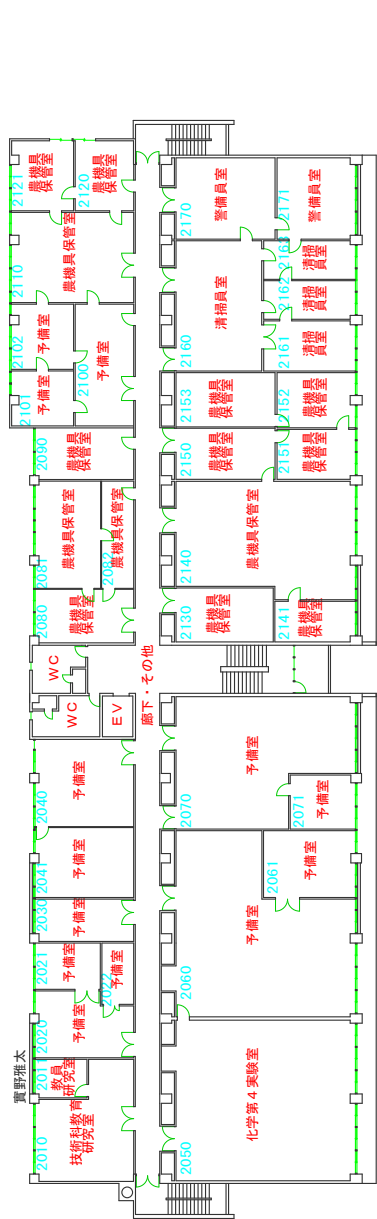 2121
農機具
保管室
2120
農機具
保管室
2110
農機具保管室
2102
予備室
2101
予備室
2100
予備室
2090
農機具
保管室
2081
農機具保管室
2082
農機具保管室
2080
農機具
保管室
WC
WC
EV
廊下・その他
2040
予備室
2041
予備室
2030
予備室
2021
予備室
2022
予備室
2020
予備室
實野雅太
2011
教員
研究室
2010
技術科教育
研究室
2170
警備員室
2171
警備員室
2163
清掃
員室
2162
清掃
員室
2161
清掃
員室
2160
清掃員室
2153
農機具
保管室
2152
農機具
保管室
2150
農機具
保管室
2151
農機具
保管室
2140
農機具保管室
2130
農機具
保管室
2141
農機具
保管室
2070
予備室
2071
予備室
2061
予備室
2060
予備室
2050
化学第4実験室